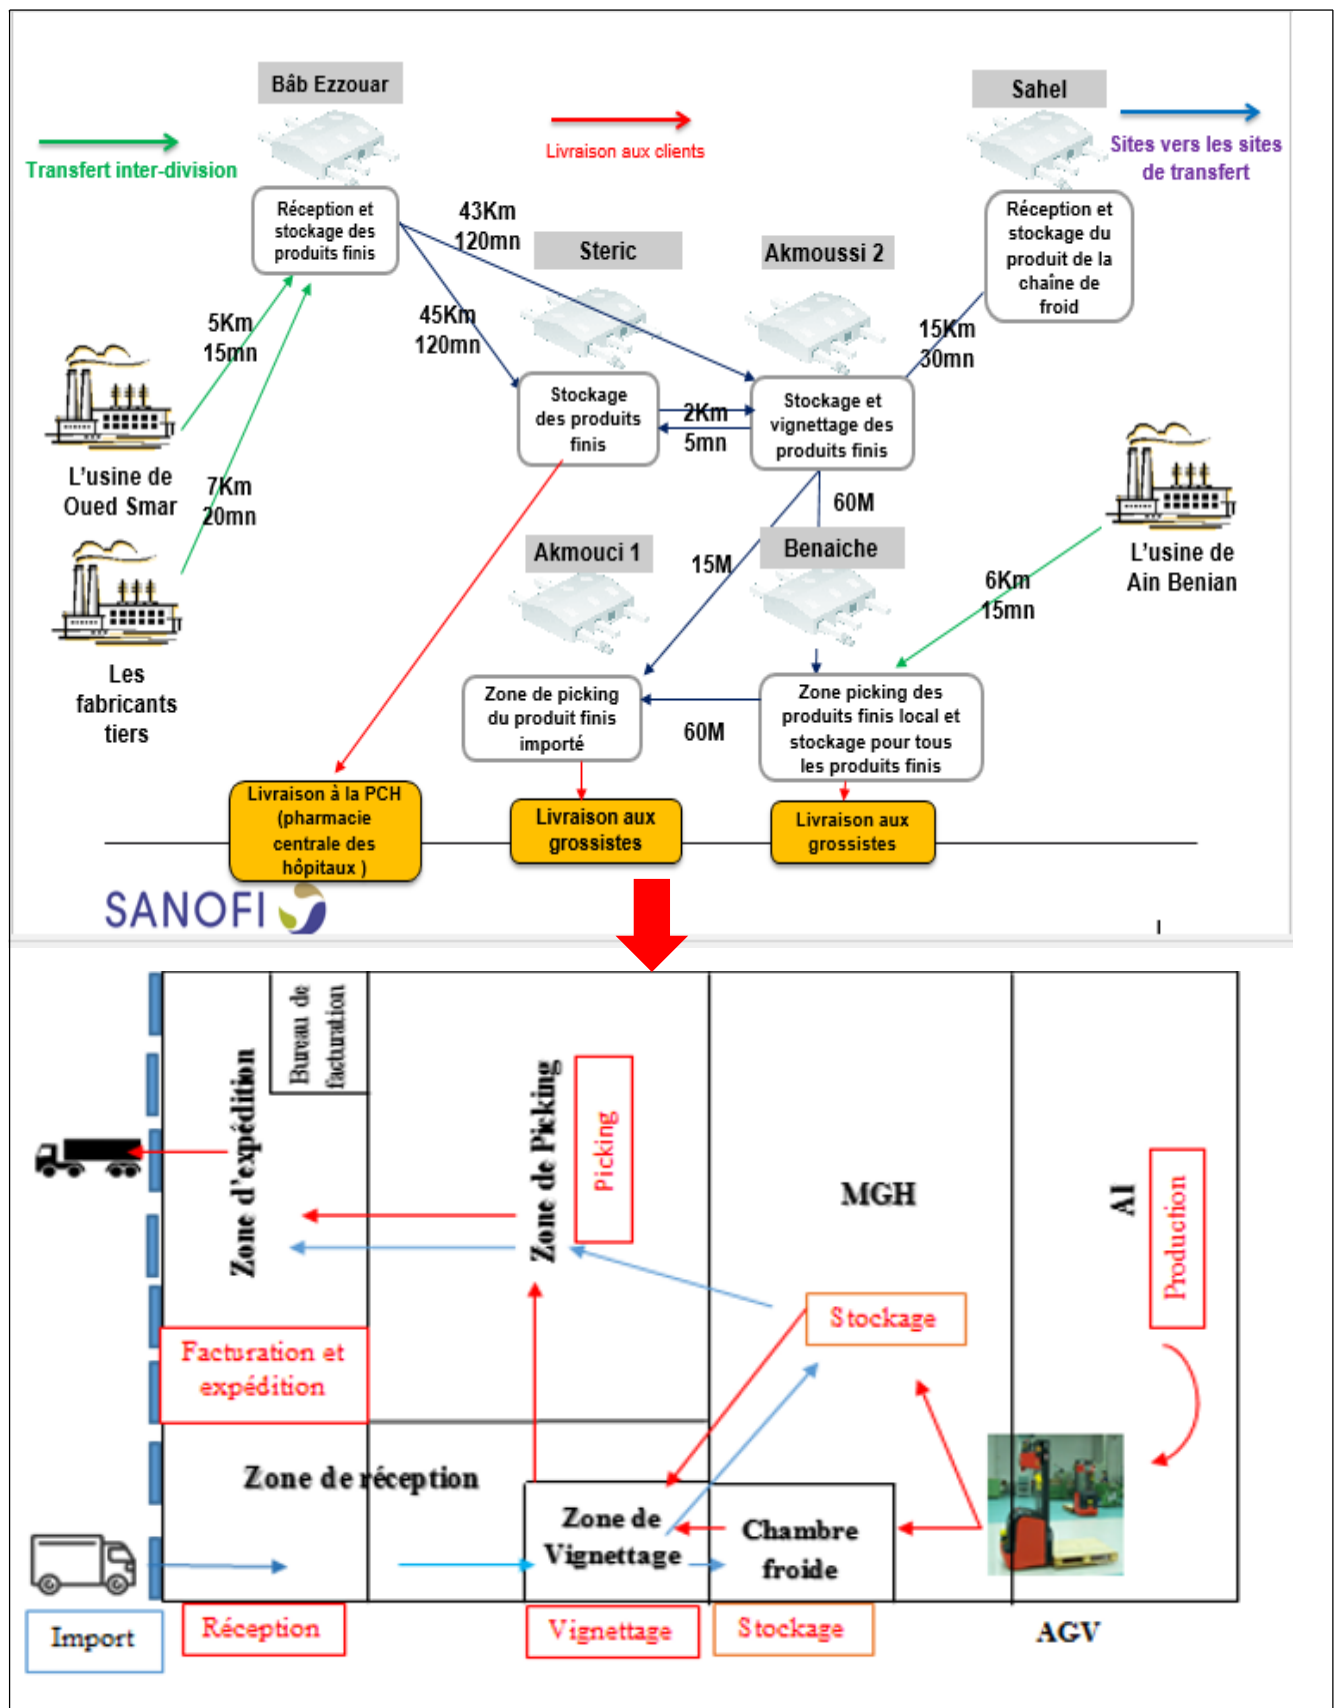 Bâb Ezzouar
Sahel
Transfert inter-division
Livraison aux clients
Sites vers les sites
de transfert
Réception et
stockage des
produits finis
43Km
120mn
Steric
Akmoussi 2
Réception et
stockage du
produit de la
chaîne de
froid
5Km
15mn
45Km
120mn
15Km
30mn
Stockage
des produits
finis
2Km
5mn
Stockage et
vignettage des
produits finis
L'usine de
Oued Smar
7Km
20mn
60M
Akmouci 1
15M
Benaiche
L'usine de
Ain Benian
6Km
15mn
Les
fabricants
tiers
Zone de picking
du produit finis
importé
60M
Zone picking des
produits finis local et
stockage pour tous
les produits finis
Livraison à la PCH
(pharmacie
centrale des
hôpitaux )
Livraison aux
grossistes
Livraison aux
grossistes
SANOFI
Bureau de
facturation
Zone d'expédition
Zone de Picking
Picking
MGH
AI
Production
Stockage
Facturation et
expédition
Zone de réception
Zone de
Vignettage
Chambre
froide
Import
Réception
Vignettage
Stockage
AGV